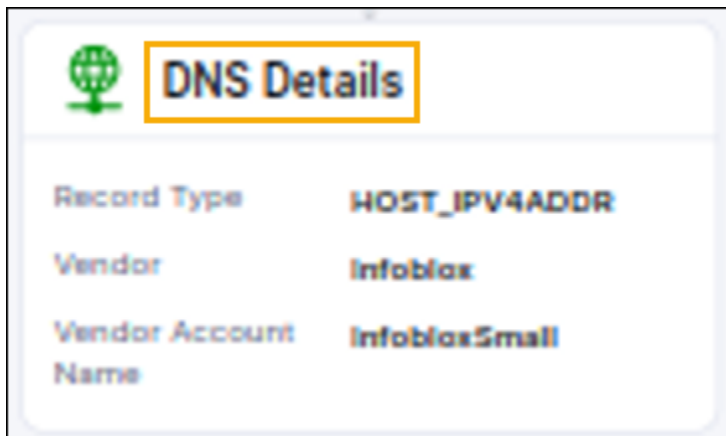 DNS Details
Record Type HOST_IPV4ADDR
Vendor Infoblox
Vendor Account Name InfobloxSmall